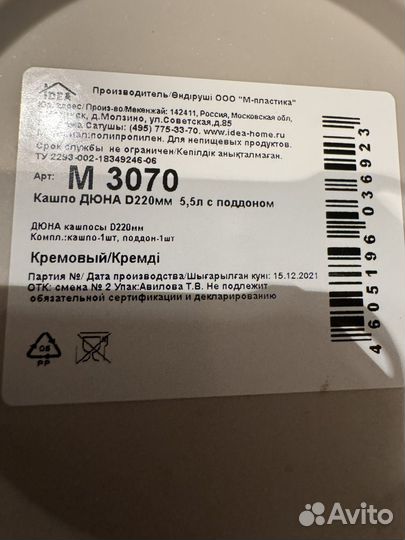 IDEA
Производитель/Өндіруші ООО "М-пластика"
Юр. адрес/ Произ-во/Мекенжай: 142411, Россия, Московская обл,
д.Молзино, ул.Советская,д.85
Сатушы: (495) 775-33-70. www.idea-home.ru
полипропилен. Для непищевых продуктов.
Срок службы не ограничен/Кепілдік анықталмаған.
ТУ 2293-002-18349246-06
Арт: М 3070
Кашпо ДЮНА D220мм 5,5л с поддоном
ДЮНА кашпосы D220мм
Компл.:кашпо-1шт, поддон-1шт
Кремовый/Кремді
Партия №/ Дата производства/Шығарылған куні: 15.12.2021
ОТК: смена № 2 Упак:Авилова Т.В. Не подлежит
обязательной сертификации и декларированию
05
PP
4 605196 036923
Avito